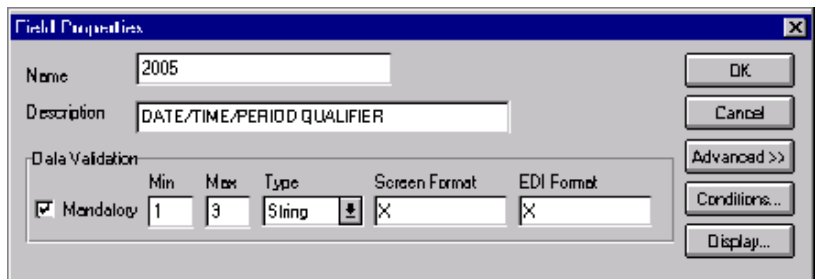 Field Properties
Name 2005 OK
Description DATE/TIME/PERIOD QUALIFIER Cancel
Data Validation Advanced >>
Min Max Type Screen Format EDI Format
Mandatory 1 3 String X X Conditions...
Display...